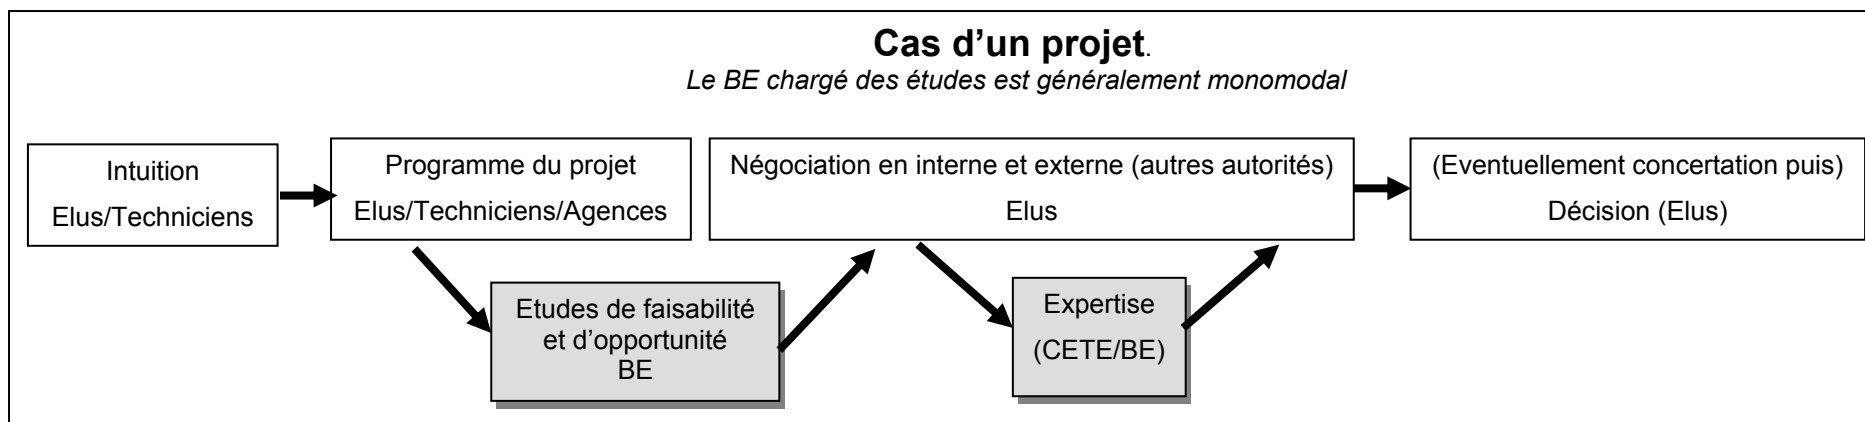 Cas d’un projet.
Le BE chargé des études est généralement monomodal
Intuition
Elus/Techniciens
Programme du projet
Elus/Techniciens/Agences
Négociation en interne et externe (autres autorités)
Elus
(Eventuellement concertation puis)
Décision (Elus)
Etudes de faisabilité
et d’opportunité
BE
Expertise
(CETE/BE)